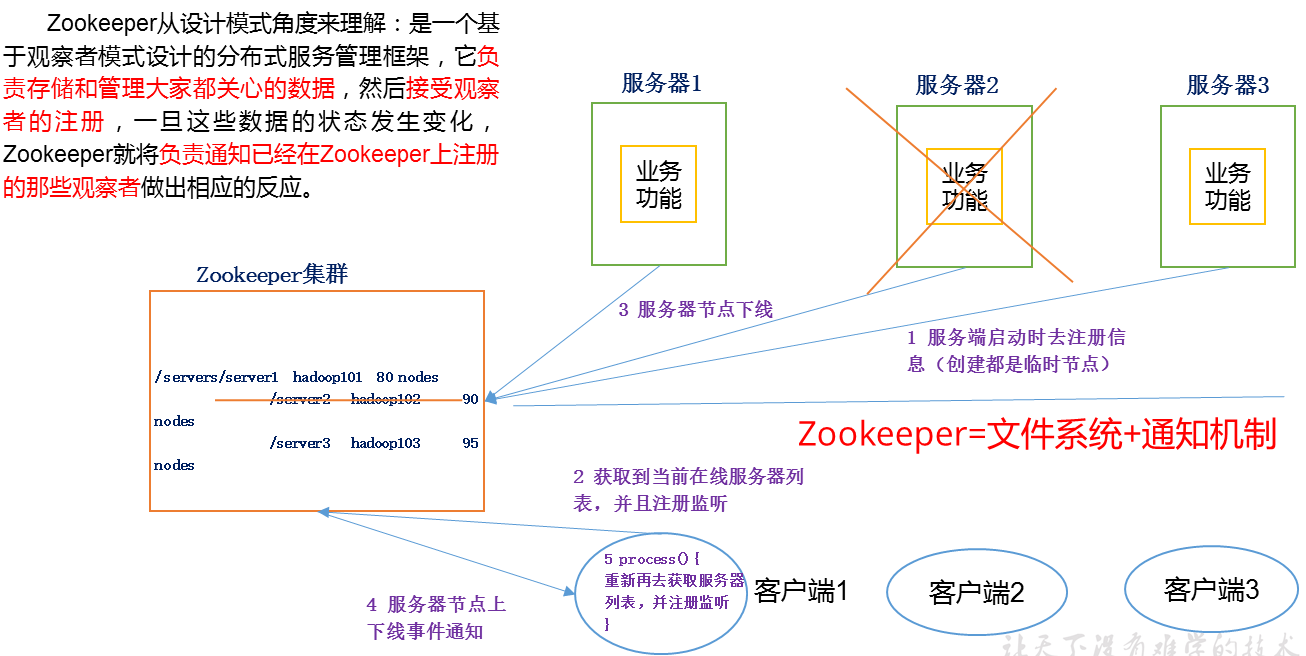 Zookeeper从设计模式角度来理解：是一个基
于观察者模式设计的分布式服务管理框架，它负
责存储和管理大家都关心的数据，然后接受观察
者的注册，一旦这些数据的状态发生变化，
Zookeeper就将负责通知已经在Zookeeper上注册
的那些观察者做出相应的反应。
服务器1
服务器2
服务器3
业务
功能
业务
功能
业务
功能
Zookeeper集群
3 服务器节点下线
1 服务端启动时去注册信
息（创建都是临时节点）
/servers/server1 hadoop101 80 nodes
/server2 hadoop102 90
nodes
/server3 hadoop103 95
nodes
Zookeeper=文件系统+通知机制
2 获取到当前在线服务器列
表，并且注册监听
5 process() {
重新再去获取服务器
列表，并注册监听
}
客户端1
客户端2
客户端3
4 服务器节点上
下线事件通知
让天下没有难学的技术